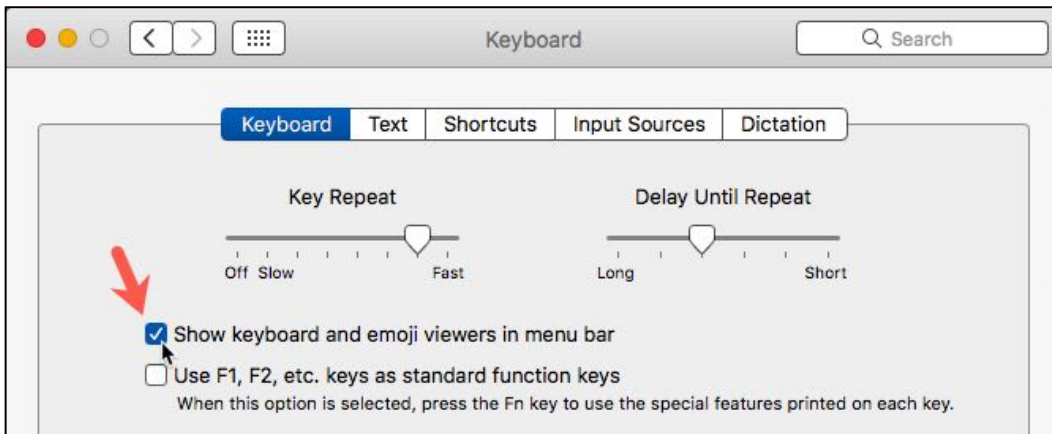 Keyboard
Search
Keyboard Text Shortcuts Input Sources Dictation
Key Repeat Delay Until Repeat
Off Slow Fast Long Short
Show keyboard and emoji viewers in menu bar
Use F1, F2, etc. keys as standard function keys
When this option is selected, press the Fn key to use the special features printed on each key.